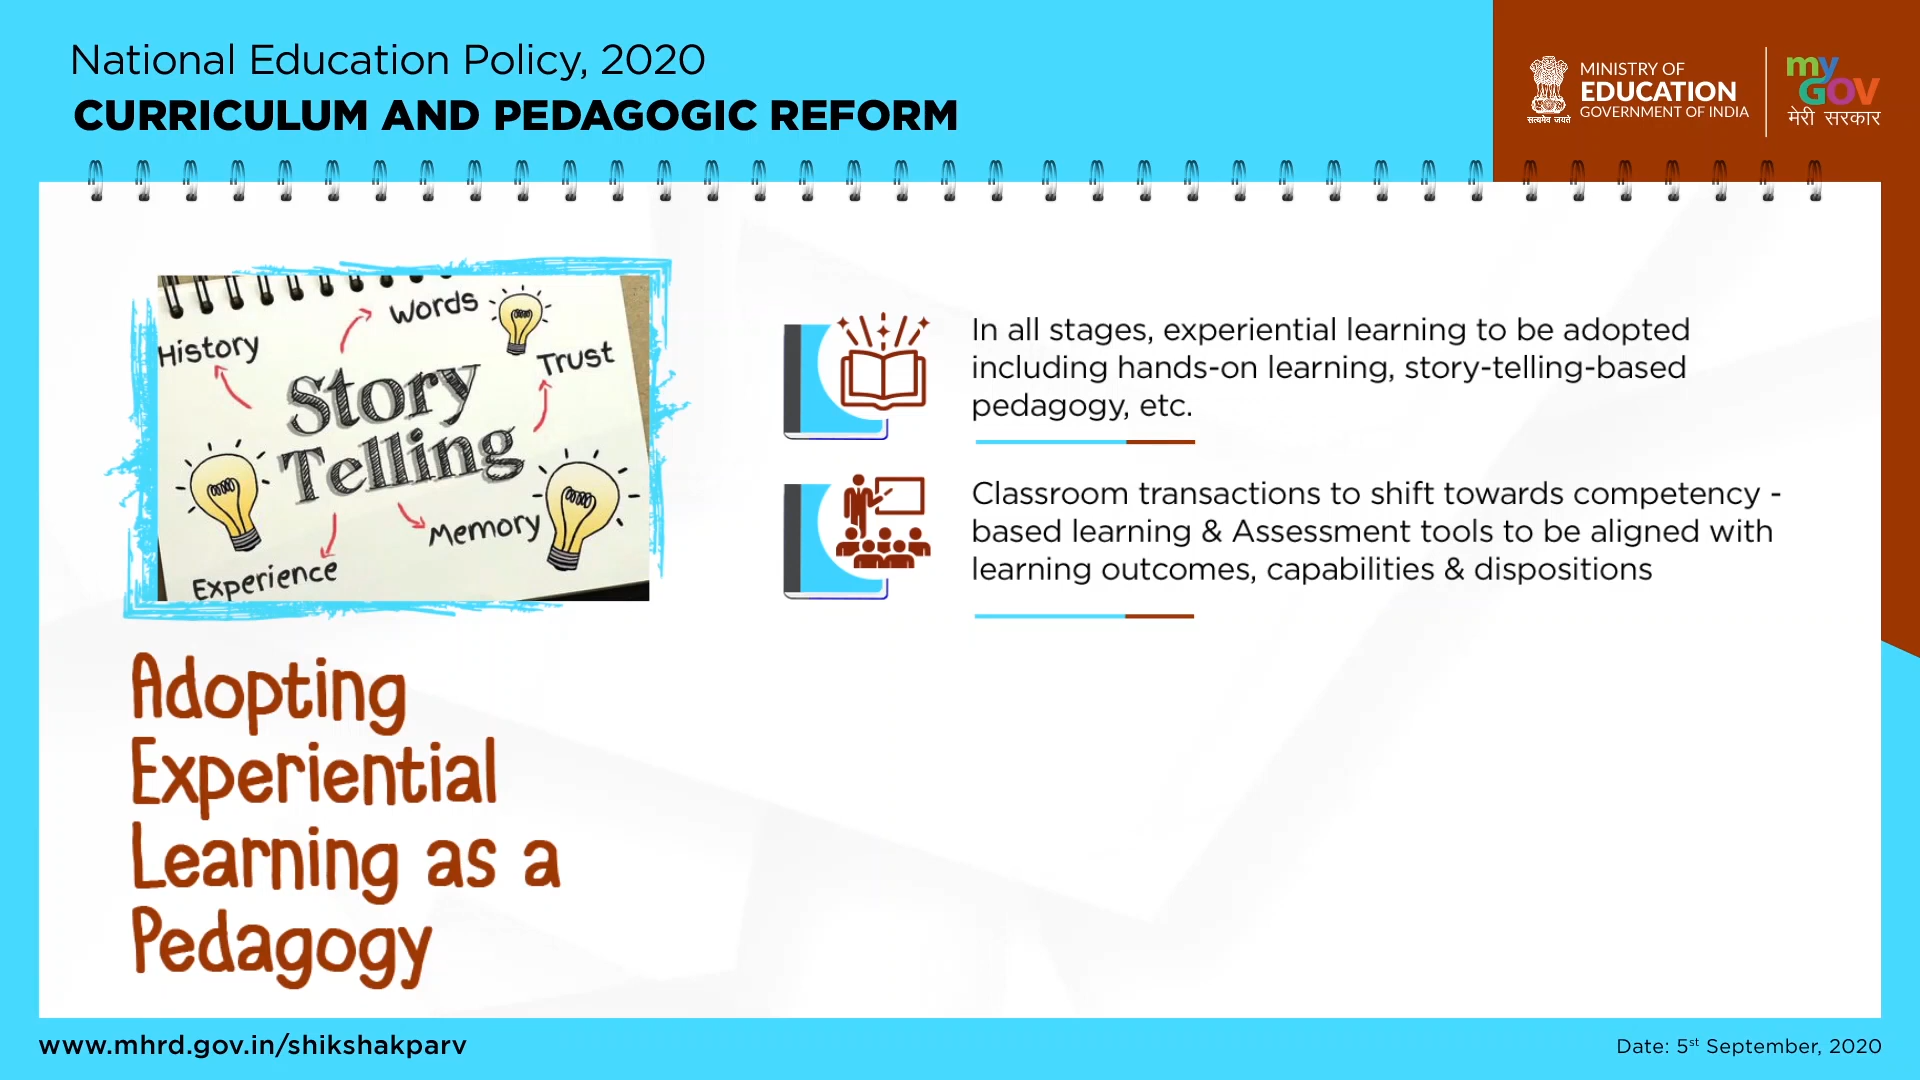 National Education Policy, 2020
CURRICULUM AND PEDAGOGIC REFORM
सत्यमेव जयते
MINISTRY OF
EDUCATION
GOVERNMENT OF INDIA
my
GOV
मेरी सरकार
Words
History
Trust
Story
Telling
Memory
Experience
In all stages, experiential learning to be adopted
including hands-on learning, story-telling-based
pedagogy, etc.
Classroom transactions to shift towards competency -
based learning & Assessment tools to be aligned with
learning outcomes, capabilities & dispositions
Adopting
Experiential
Learning as a
Pedagogy
www.mhrd.gov.in/shikshakparv
Date: 5st September, 2020